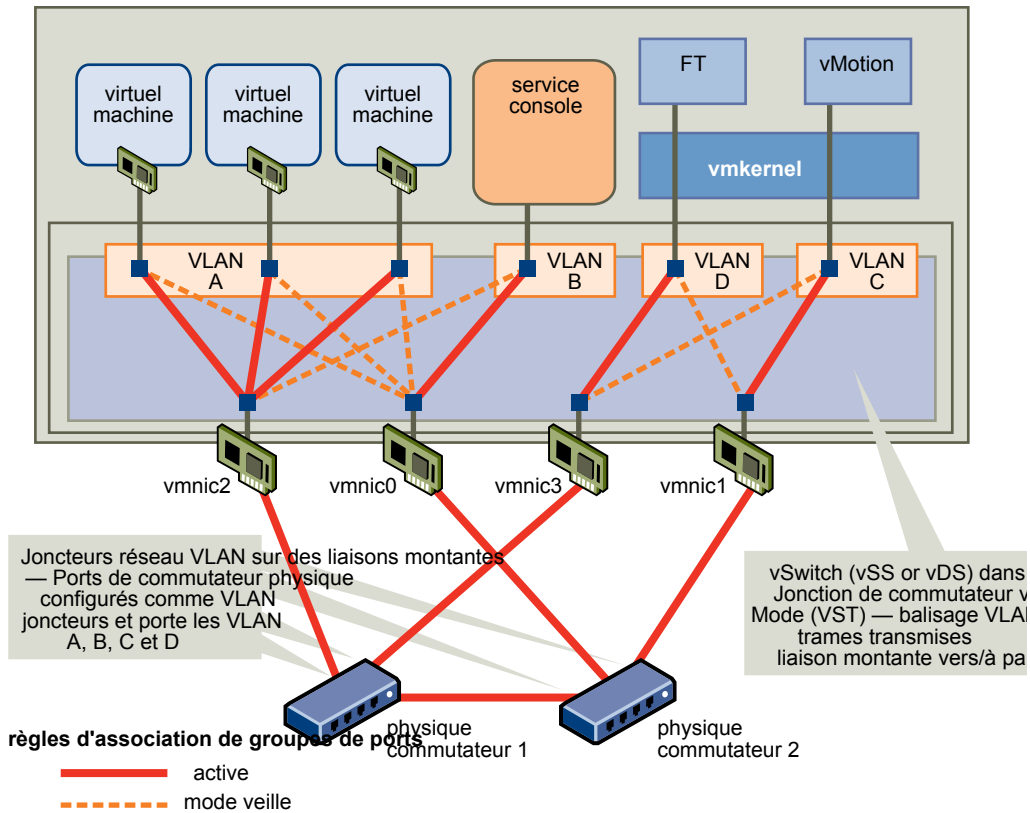 virtuel
machine
virtuel
machine
virtuel
machine
service
console
FT
vMotion
vmkernel
VLAN
A
VLAN
B
VLAN
D
VLAN
C
vmnic2
vmnic0
vmnic3
vmnic1
Joncteurs réseau VLAN sur des liaisons montantes
— Ports de commutateur physique
configurés comme VLAN
joncteurs et porte les VLAN
A, B, C et D
vSwitch (vSS or vDS) dans
Jonction de commutateur v
Mode (VST) — balisage VLAN
trames transmises
liaison montante vers/à pa
physique
commutateur 1
physique
commutateur 2
règles d'association de groupes de ports
active
mode veille